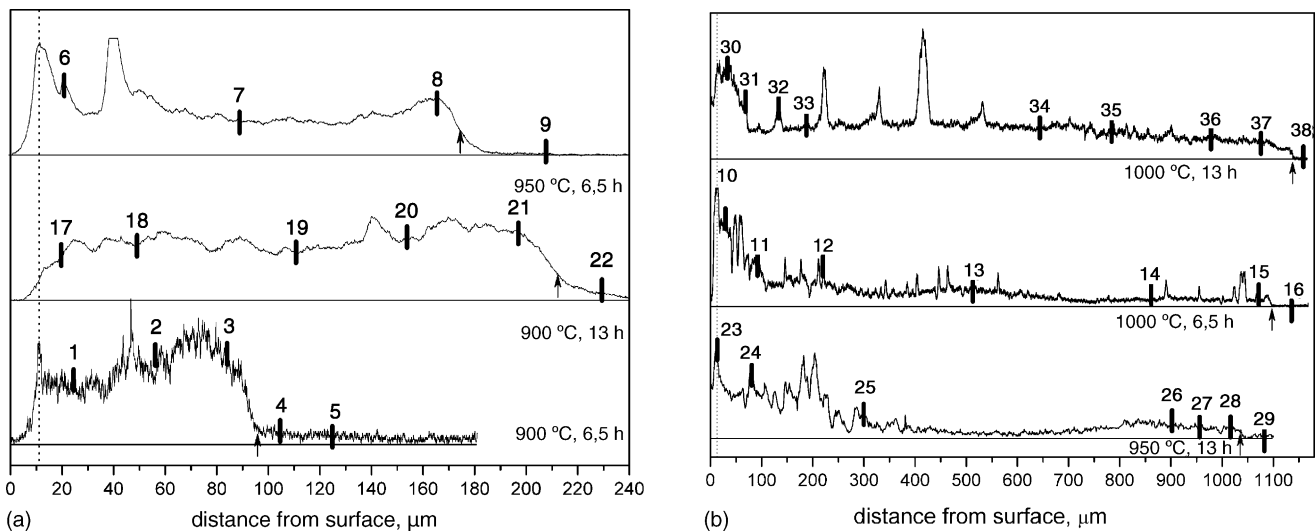 6 7 8 9
950 ºC, 6,5 h
17 18 19 20 21 22
900 ºC, 13 h
1 2 3 4 5
900 ºC, 6,5 h
0 20 40 60 80 100 120 140 160 180 200 220 240
(a) distance from surface, µm
30 31 32 33 34 35 36 37 38
1000 ºC, 13 h
10 11 12 13 14 15 16
1000 ºC, 6,5 h
23 24 25 26 27 28 29
950 ºC, 13 h
0 100 200 300 400 500 600 700 800 900 1000 1100
(b) distance from surface, µm